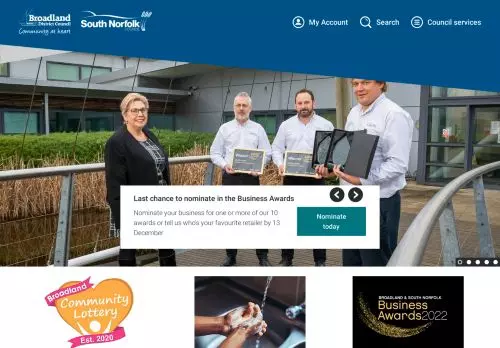 Broadland
District Council
Community at heart
South Norfolk
COUNCIL
My Account
Search
Council services
Last chance to nominate in the Business Awards
Nominate your business for one or more of our 10
awards or tell us who's your favourite retailer by 13
December
Nominate
today
Broadland
Community
Lottery
Est. 2020
BROADLAND & SOUTH NORFOLK
Business
Awards2022